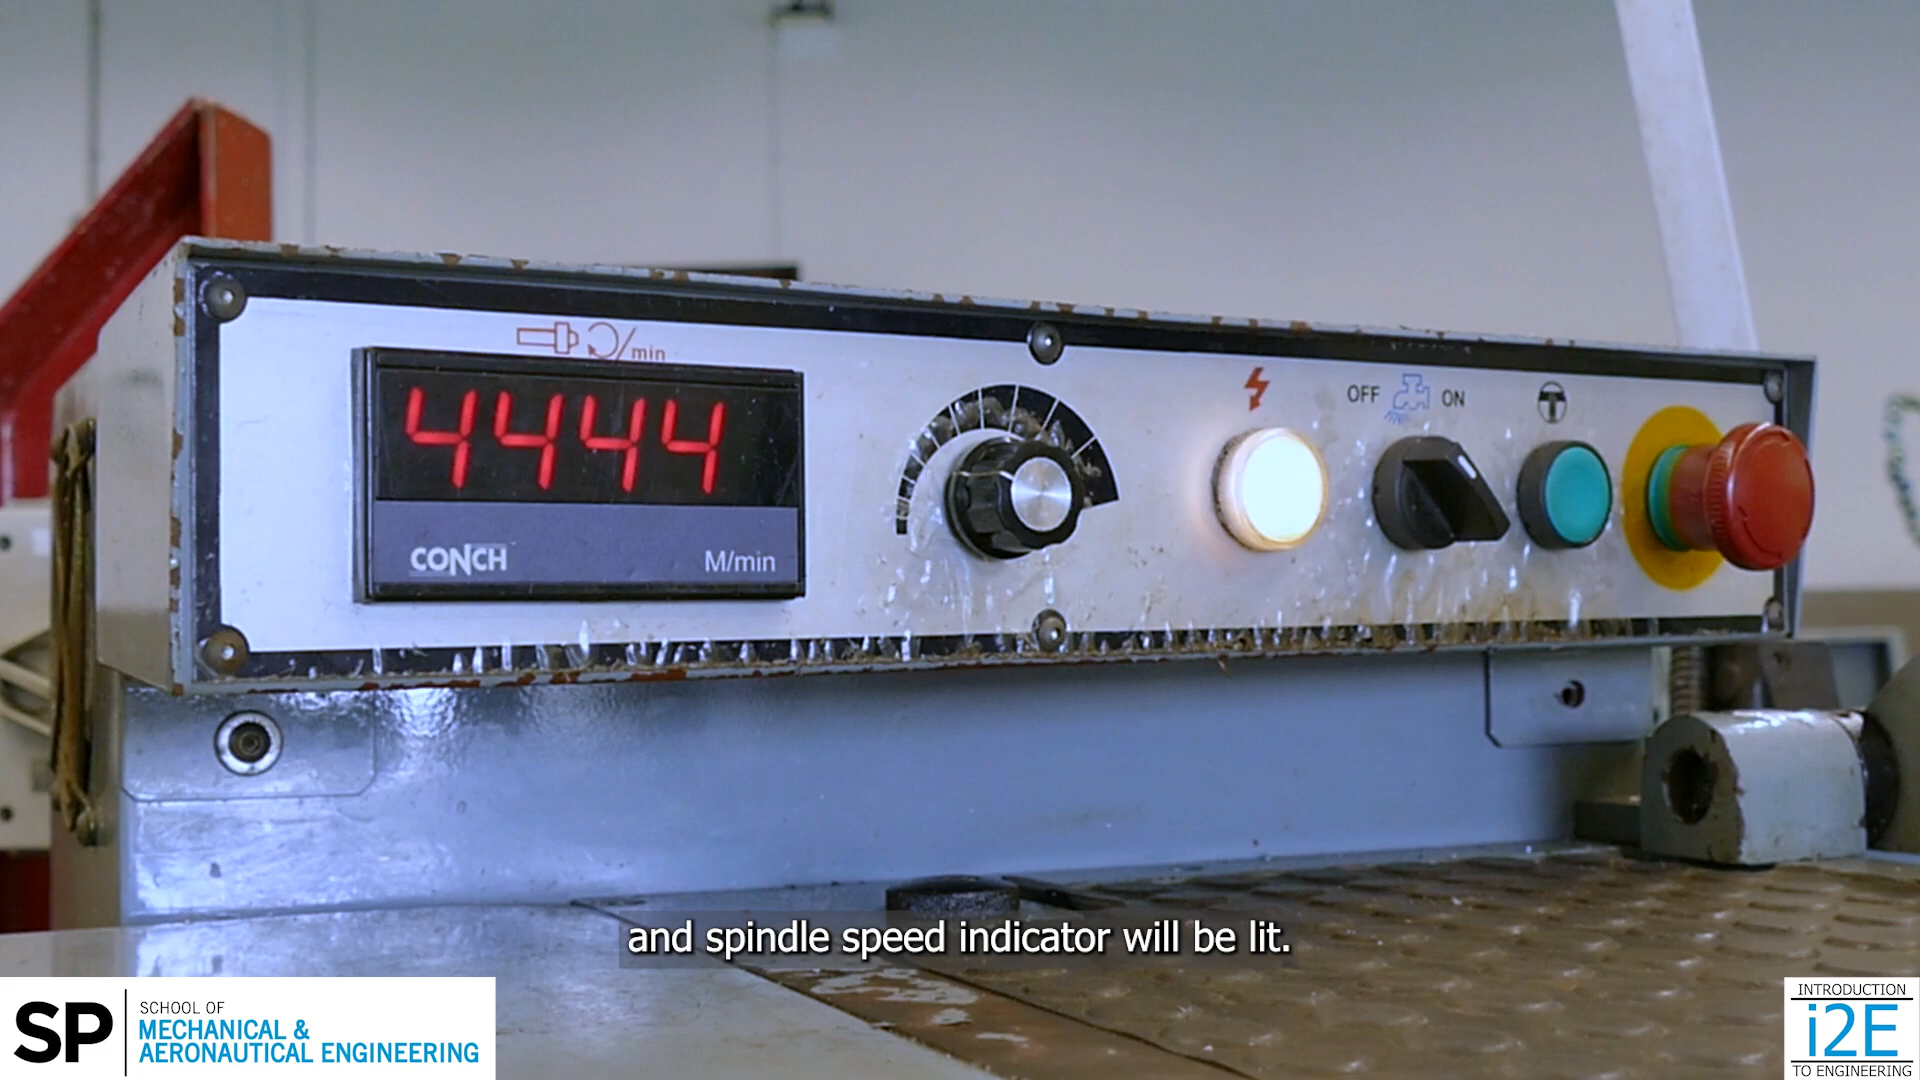 /min
4444
CONCH
M/min
OFF ON
and spindle speed indicator will be lit.
SP
SCHOOL OF
MECHANICAL &
AERONAUTICAL ENGINEERING
INTRODUCTION
i2E
TO ENGINEERING